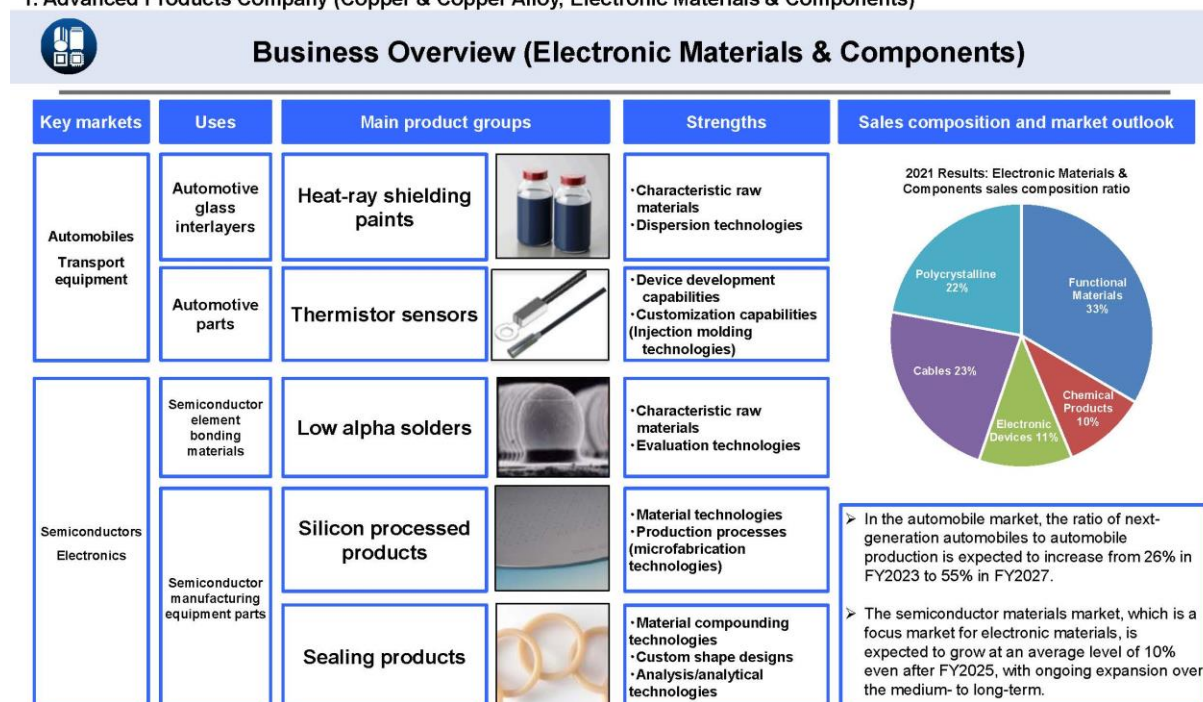 1. Advanced Products Company (Copper & Copper Alloy, Electronic Materials & Components)
Business Overview (Electronic Materials & Components)
Key markets
Uses
Main product groups
Strengths
Sales composition and market outlook
Automobiles
Transport
equipment
Automotive
glass
interlayers
Heat-ray shielding
paints
・Characteristic raw
materials
・Dispersion technologies
Automotive
parts
Thermistor sensors
・Device development
capabilities
・Customization capabilities
(Injection molding
technologies)
Semiconductors
Electronics
Semiconductor
element
bonding
materials
Low alpha solders
・Characteristic raw
materials
・Evaluation technologies
Semiconductor
manufacturing
equipment parts
Silicon processed
products
・Material technologies
・Production processes
(microfabrication
technologies)
Sealing products
・Material compounding
technologies
・Custom shape designs
・Analysis/analytical
technologies
2021 Results: Electronic Materials &
Components sales composition ratio
Polycrystalline
22%
Functional
Materials
33%
Cables 23%
Chemical
Products
10%
Electronic
Devices 11%
➢ In the automobile market, the ratio of next-
generation automobiles to automobile
production is expected to increase from 26% in
FY2023 to 55% in FY2027.
➢ The semiconductor materials market, which is a
focus market for electronic materials, is
expected to grow at an average level of 10%
even after FY2025, with ongoing expansion over
the medium- to long-term.